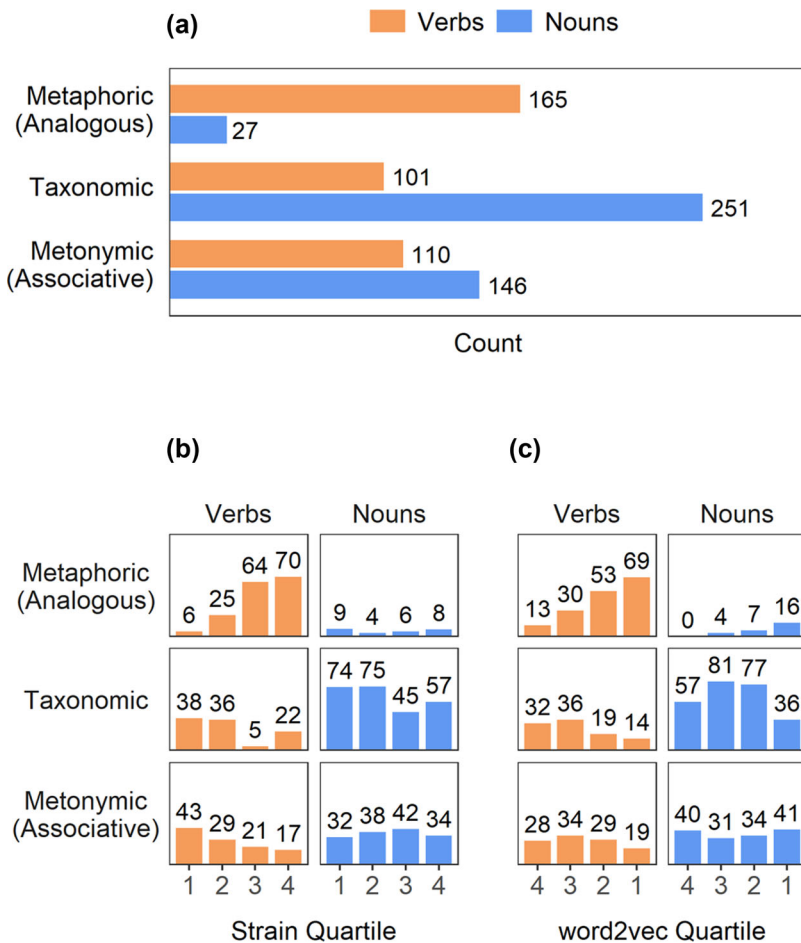 (a)
Verbs Nouns
Metaphoric
(Analogous)
165
27
Taxonomic
101
251
Metonymic
(Associative)
110
146
Count
(b)
(c)
Verbs Nouns Verbs Nouns
Metaphoric
(Analogous)
6 25 64 70 9 4 6 8 13 30 53 69 0 4 7 16
Taxonomic
38 36 5 22 74 75 45 57 32 36 19 14 57 81 77 36
Metonymic
(Associative)
43 29 21 17 32 38 42 34 28 34 29 19 40 31 34 41
1 2 3 4 1 2 3 4 4 3 2 1 4 3 2 1
Strain Quartile word2vec Quartile